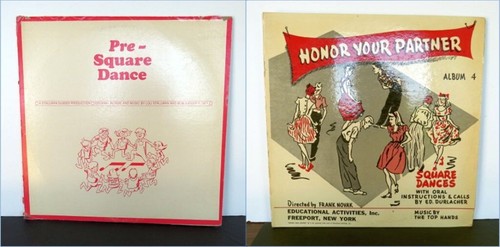 Pre-
Square
Dance
HONOR YOUR PARTNER
ALBUM 4
SQUARE
DANCES
WITH ORAL
INSTRUCTIONS & CALLS
BY ED. DURLACHER
Directed by FRANK NOVAK
EDUCATIONAL ACTIVITIES, Inc.
FREEPORT, NEW YORK
MUSIC BY
THE TOP HANDS